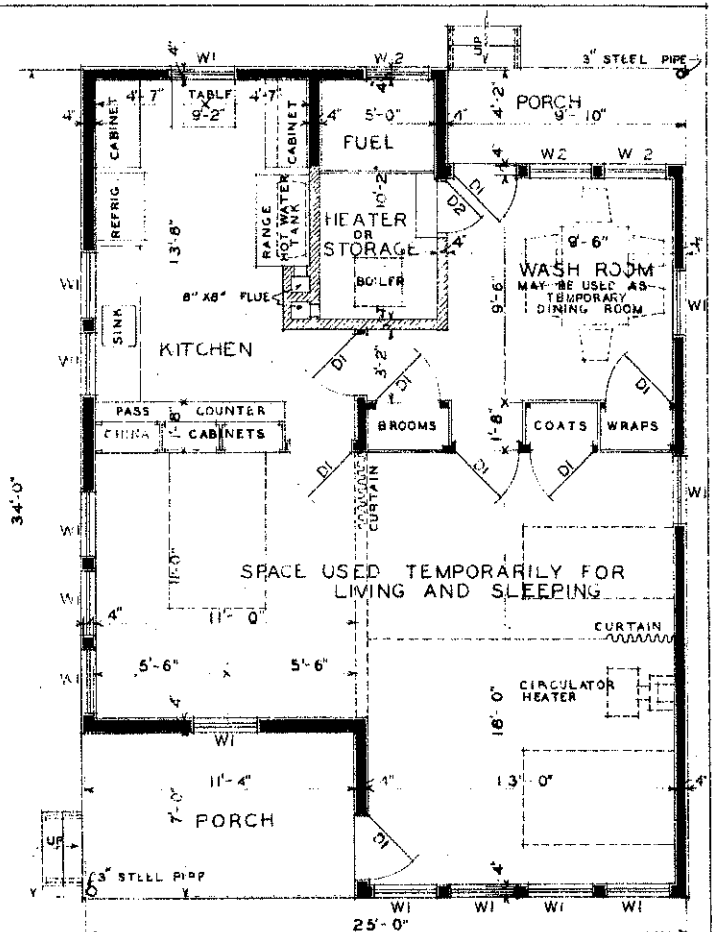 W1
W2
UP
3" STEEL PIPE
4"
4'-7"
TABLE
4'-7"
9'-2"
4"
4"
5'-0"
4"
4'-2"
PORCH
9'-10"
CABINET
CABINET
FUEL
4"
W2
W2
REFRIG.
RANGE
HOT WATER
TANK
10'-2"
D1
D2
HEATER
OR
STORAGE
4"
9'-6"
13'-8"
BOILER
WASH ROOM
MAY BE USED AS
TEMPORARY
DINING ROOM
W1
W1
8" X8" FLUE
9'-6"
SINK
W1
KITCHEN
D1
3'-2"
D1
D1
PASS COUNTER
1'-8"
CHINA
CABINETS
BROOMS
1'-8"
COATS
WRAPS
D1
D1
D1
CURTAIN
W1
34'-0"
W1
11'-0"
SPACE USED TEMPORARILY FOR
LIVING AND SLEEPING
W1
4"
11'-0"
CURTAIN
W1
5'-6"
5'-6"
CIRCULATOR
HEATER
4"
18'-0"
W1
11'-4"
4"
13'-0"
4"
7'-0"
PORCH
UP
D1
3" STEEL PIPE
4"
W1
W1
W1
W1
25'-0"